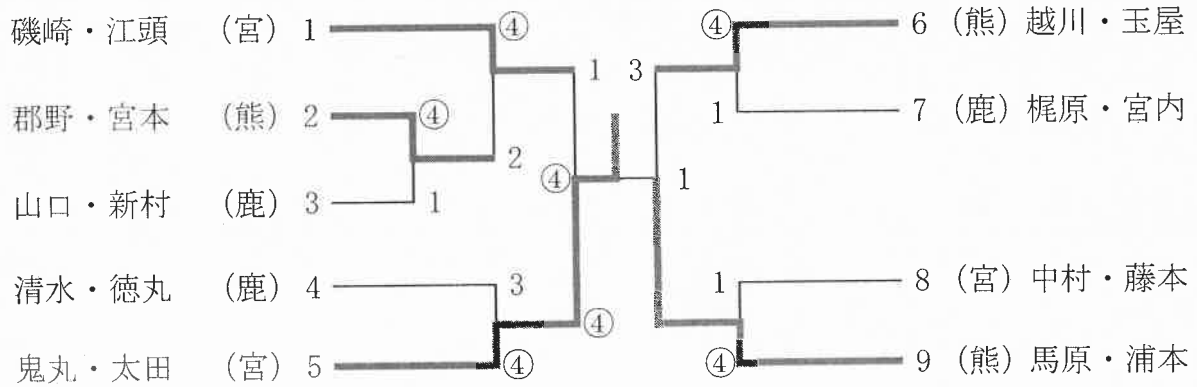 磯崎・江頭 (宮) 1 ④ ④ 6 (熊) 越川・玉屋
1 3
郡野・宮本 (熊) 2 ④ 1 7 (鹿) 梶原・宮内
2
④ 1
山口・新村 (鹿) 3 1
清水・徳丸 (鹿) 4 3 1 8 (宮) 中村・藤本
④
鬼丸・太田 (宮) 5 ④ ④ 9 (熊) 馬原・浦本